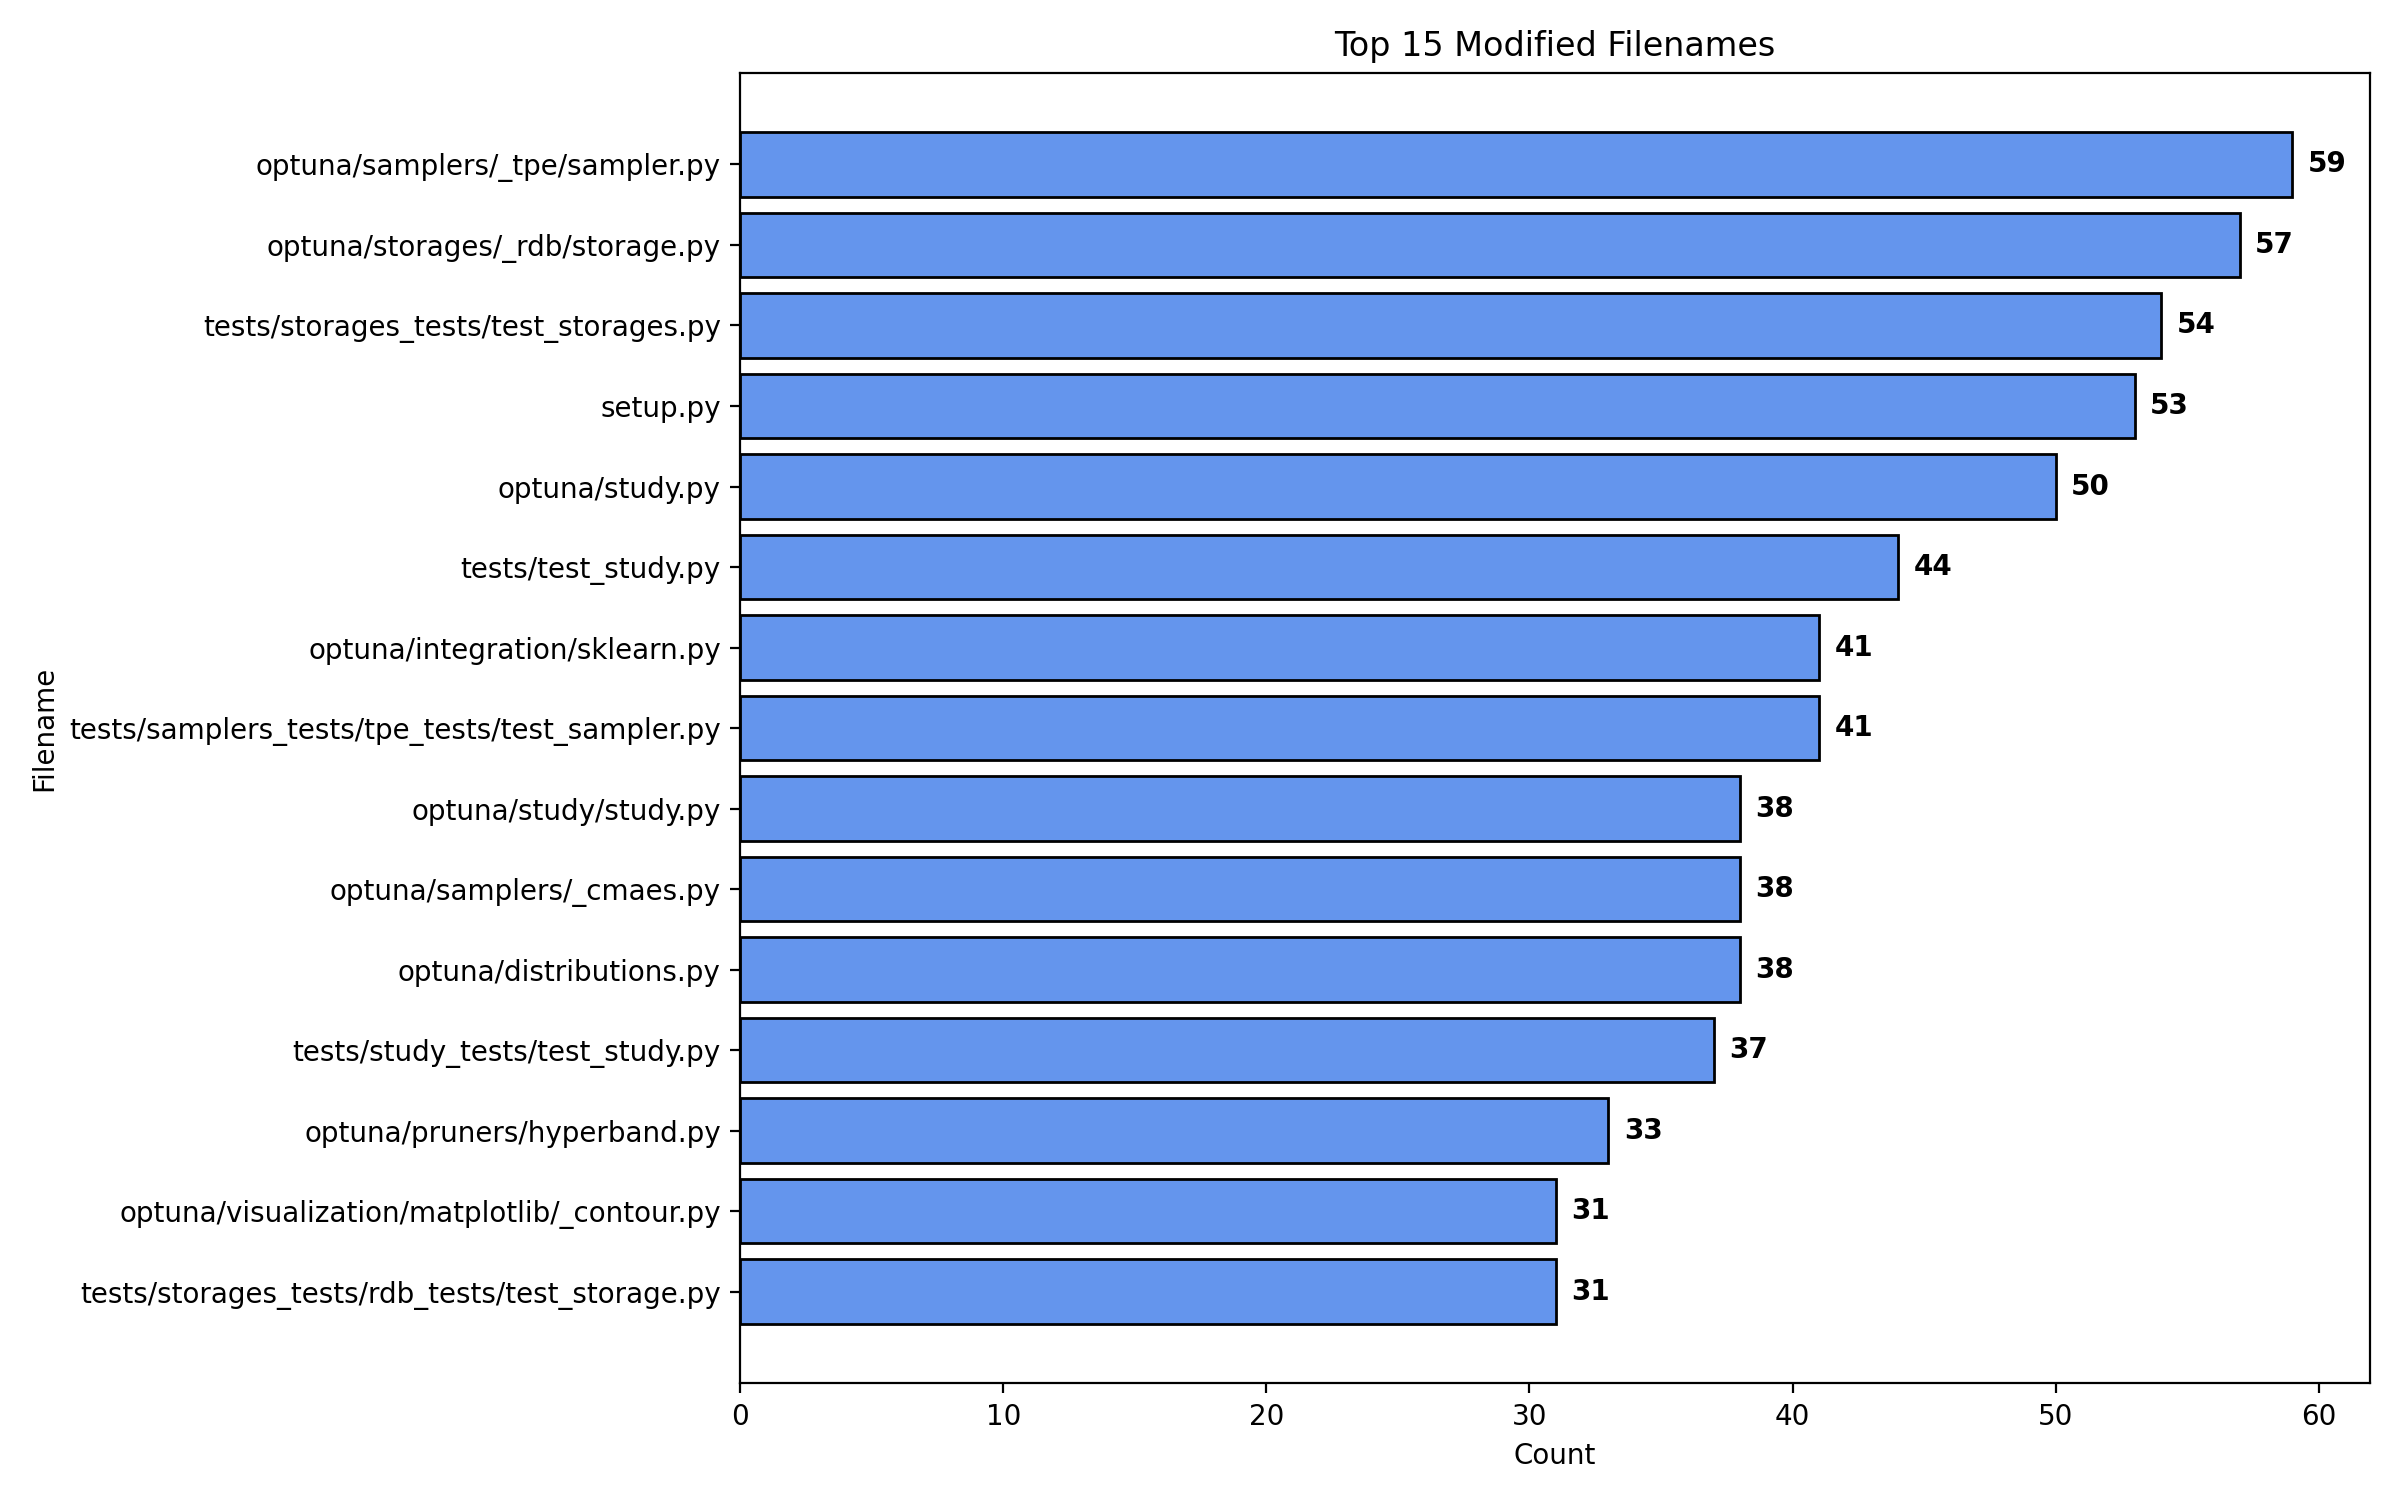 Top 15 Modified Filenames
optuna/samplers/_tpe/sampler.py 59
optuna/storages/_rdb/storage.py 57
tests/storages_tests/test_storages.py 54
setup.py 53
optuna/study.py 50
tests/test_study.py 44
optuna/integration/sklearn.py 41
tests/samplers_tests/tpe_tests/test_sampler.py 41
optuna/study/study.py 38
optuna/samplers/_cmaes.py 38
optuna/distributions.py 38
tests/study_tests/test_study.py 37
optuna/pruners/hyperband.py 33
optuna/visualization/matplotlib/_contour.py 31
tests/storages_tests/rdb_tests/test_storage.py 31
Filename
0 10 20 30 40 50 60
Count